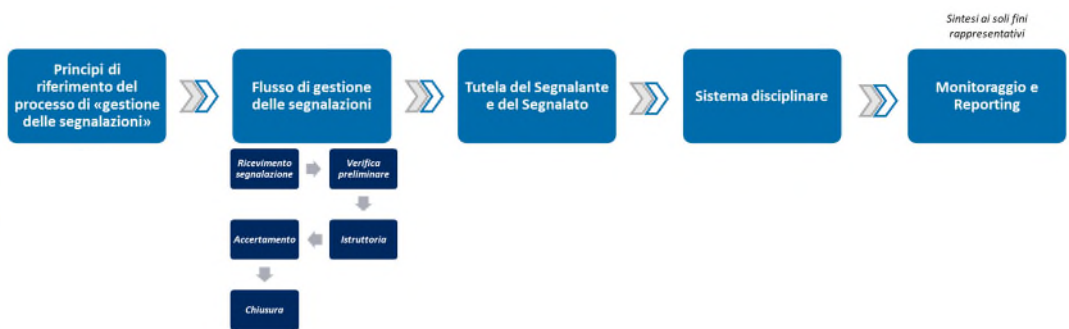 Sintesi ai soli fini
rappresentativi
Principi di
riferimento del
processo di «gestione
delle segnalazioni»
Flusso di gestione
delle segnalazioni
Tutela del Segnalante
e del Segnalato
Sistema disciplinare
Monitoraggio e
Reporting
Ricevimento
segnalazione
Verifica
preliminare
Accertamento
Istruttoria
Chiusura